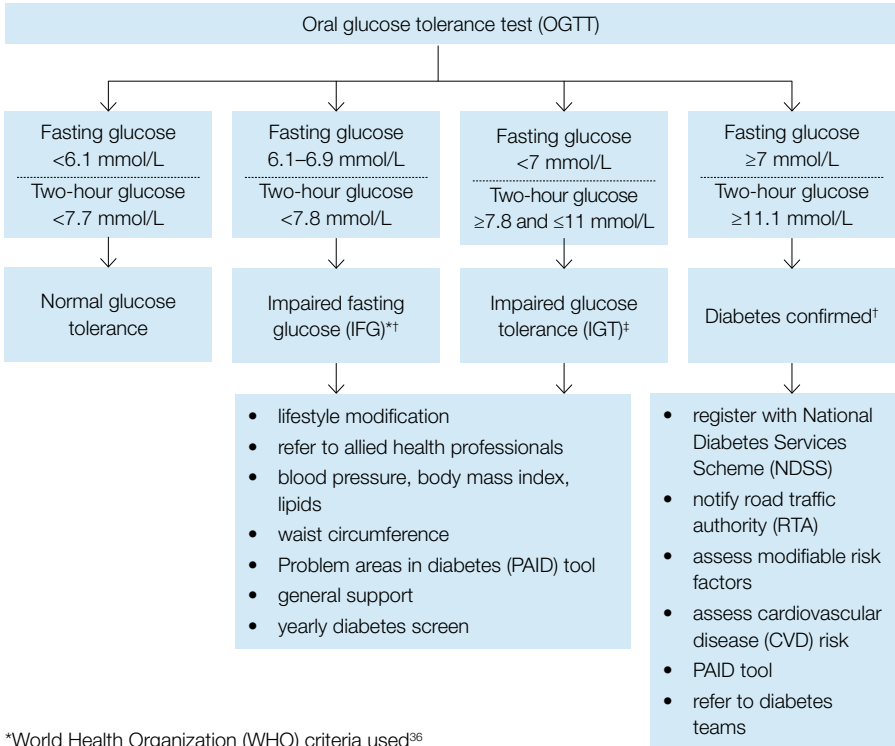 Oral glucose tolerance test (OGTT)
Fasting glucose
<6.1 mmol/L
Two-hour glucose
<7.7 mmol/L
Fasting glucose
6.1–6.9 mmol/L
Two-hour glucose
<7.8 mmol/L
Fasting glucose
<7 mmol/L
Two-hour glucose
≥7.8 and ≤11 mmol/L
Fasting glucose
≥7 mmol/L
Two-hour glucose
≥11.1 mmol/L
Normal glucose
tolerance
Impaired fasting
glucose (IFG)*†
Impaired glucose
tolerance (IGT)‡
Diabetes confirmed†
• lifestyle modification
• refer to allied health professionals
• blood pressure, body mass index,
lipids
• waist circumference
• Problem areas in diabetes (PAID) tool
• general support
• yearly diabetes screen
• register with National
Diabetes Services
Scheme (NDSS)
• notify road traffic
authority (RTA)
• assess modifiable risk
factors
• assess cardiovascular
disease (CVD) risk
• PAID tool
• refer to diabetes
teams
*World Health Organization (WHO) criteria used³⁶